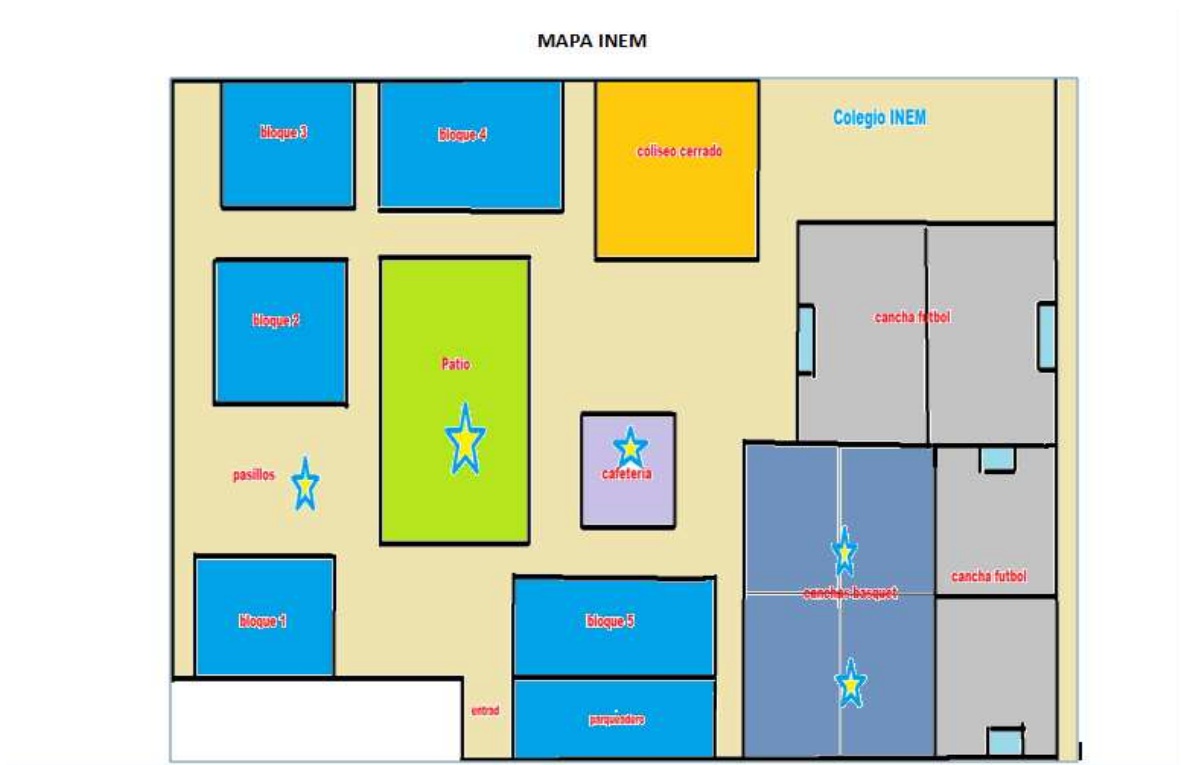 MAPA INEM
bloque 3
bloque 4
coliseo cerrado
Colegio INEM
bloque 2
Patio
cancha futbol
pasillos
cafeteria
canchas basquet
cancha futbol
bloque 1
bloque 5
entrad
parqueadero